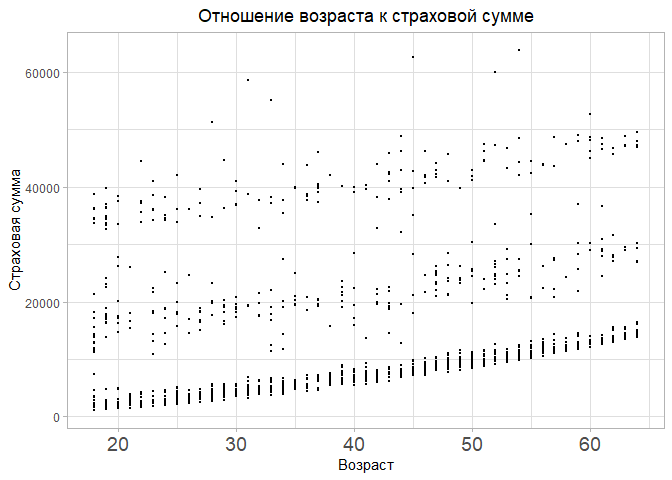 Отношение возраста к страховой сумме
60000
40000
20000
0
Страховая сумма
20 30 40 50 60
Возраст